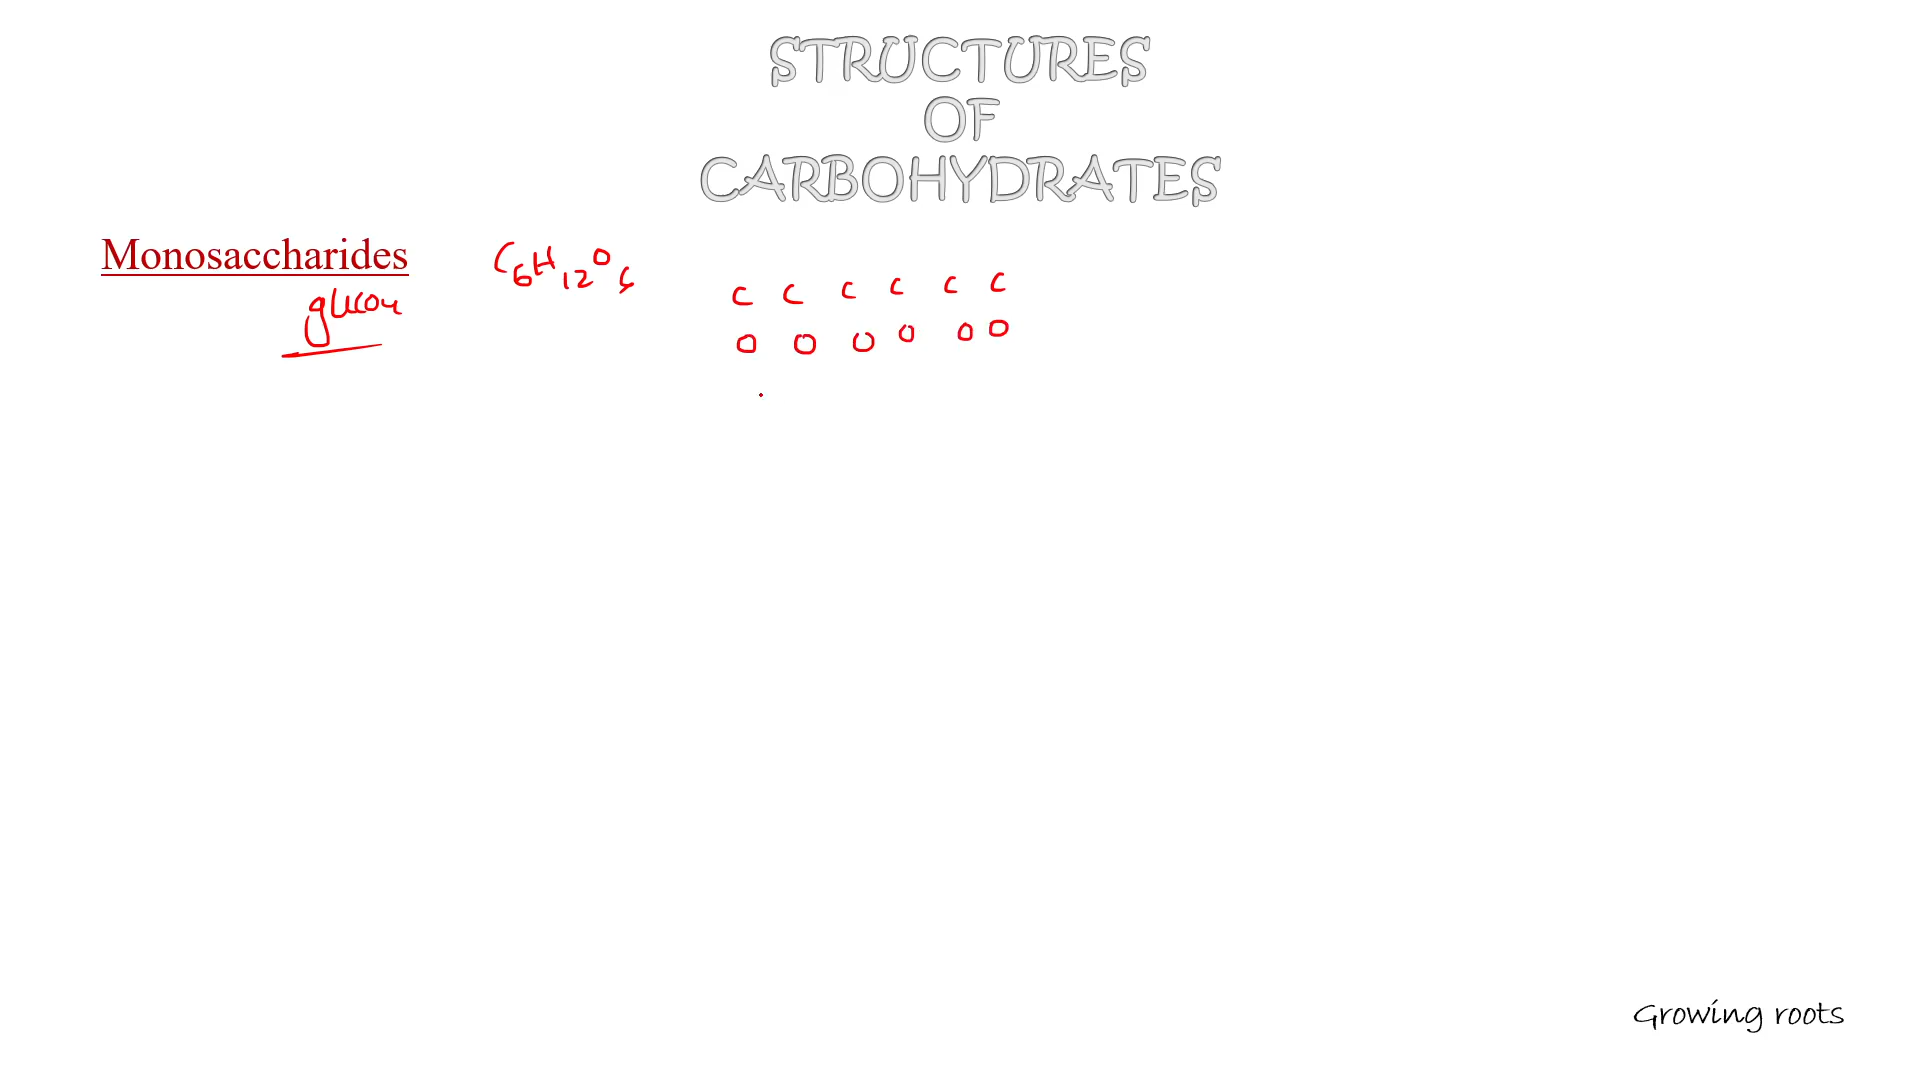 STRUCTURES
OF
CARBOHYDRATES
Monosaccharides
C6H12O6
C C C C C C
O O O O O O
Growing roots